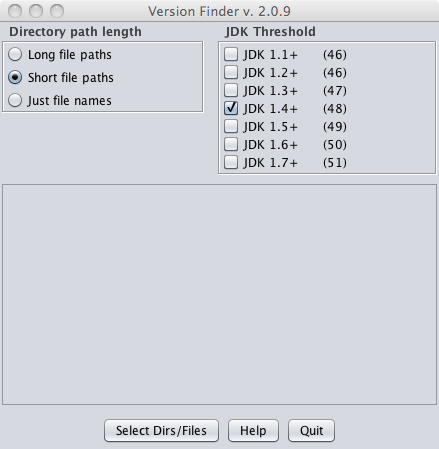 Version Finder v. 2.0.9
Directory path length
Long file paths
Short file paths
Just file names
JDK Threshold
JDK 1.1+ (46)
JDK 1.2+ (46)
JDK 1.3+ (47)
JDK 1.4+ (48)
JDK 1.5+ (49)
JDK 1.6+ (50)
JDK 1.7+ (51)
Select Dirs/Files
Help
Quit